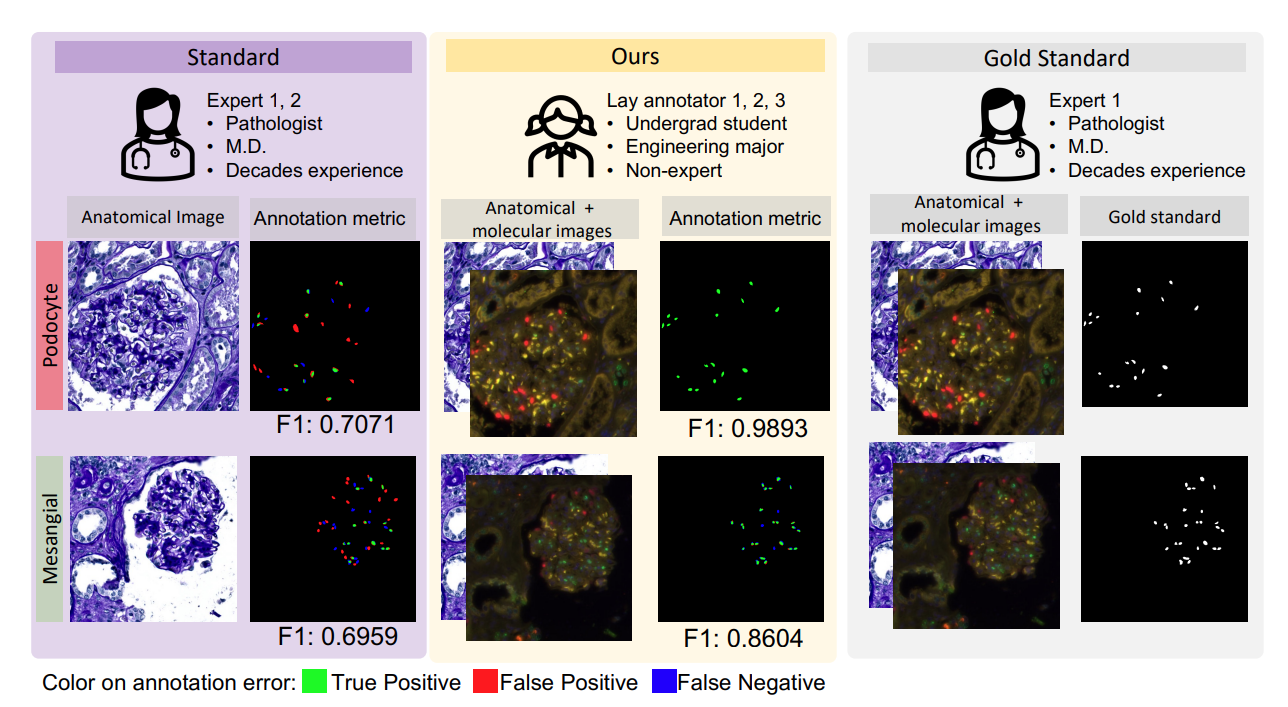 Standard
Expert 1, 2
• Pathologist
• M.D.
• Decades experience
Anatomical Image
Annotation metric
Ours
Lay annotator 1, 2, 3
• Undergrad student
• Engineering major
• Non-expert
Anatomical +
molecular images
Annotation metric
Gold Standard
Expert 1
• Pathologist
• M.D.
• Decades experience
Anatomical +
molecular images
Gold standard
Podocyte
F1: 0.7071
F1: 0.9893
Mesangial
F1: 0.6959
F1: 0.8604
Color on annotation error: True Positive False Positive False Negative